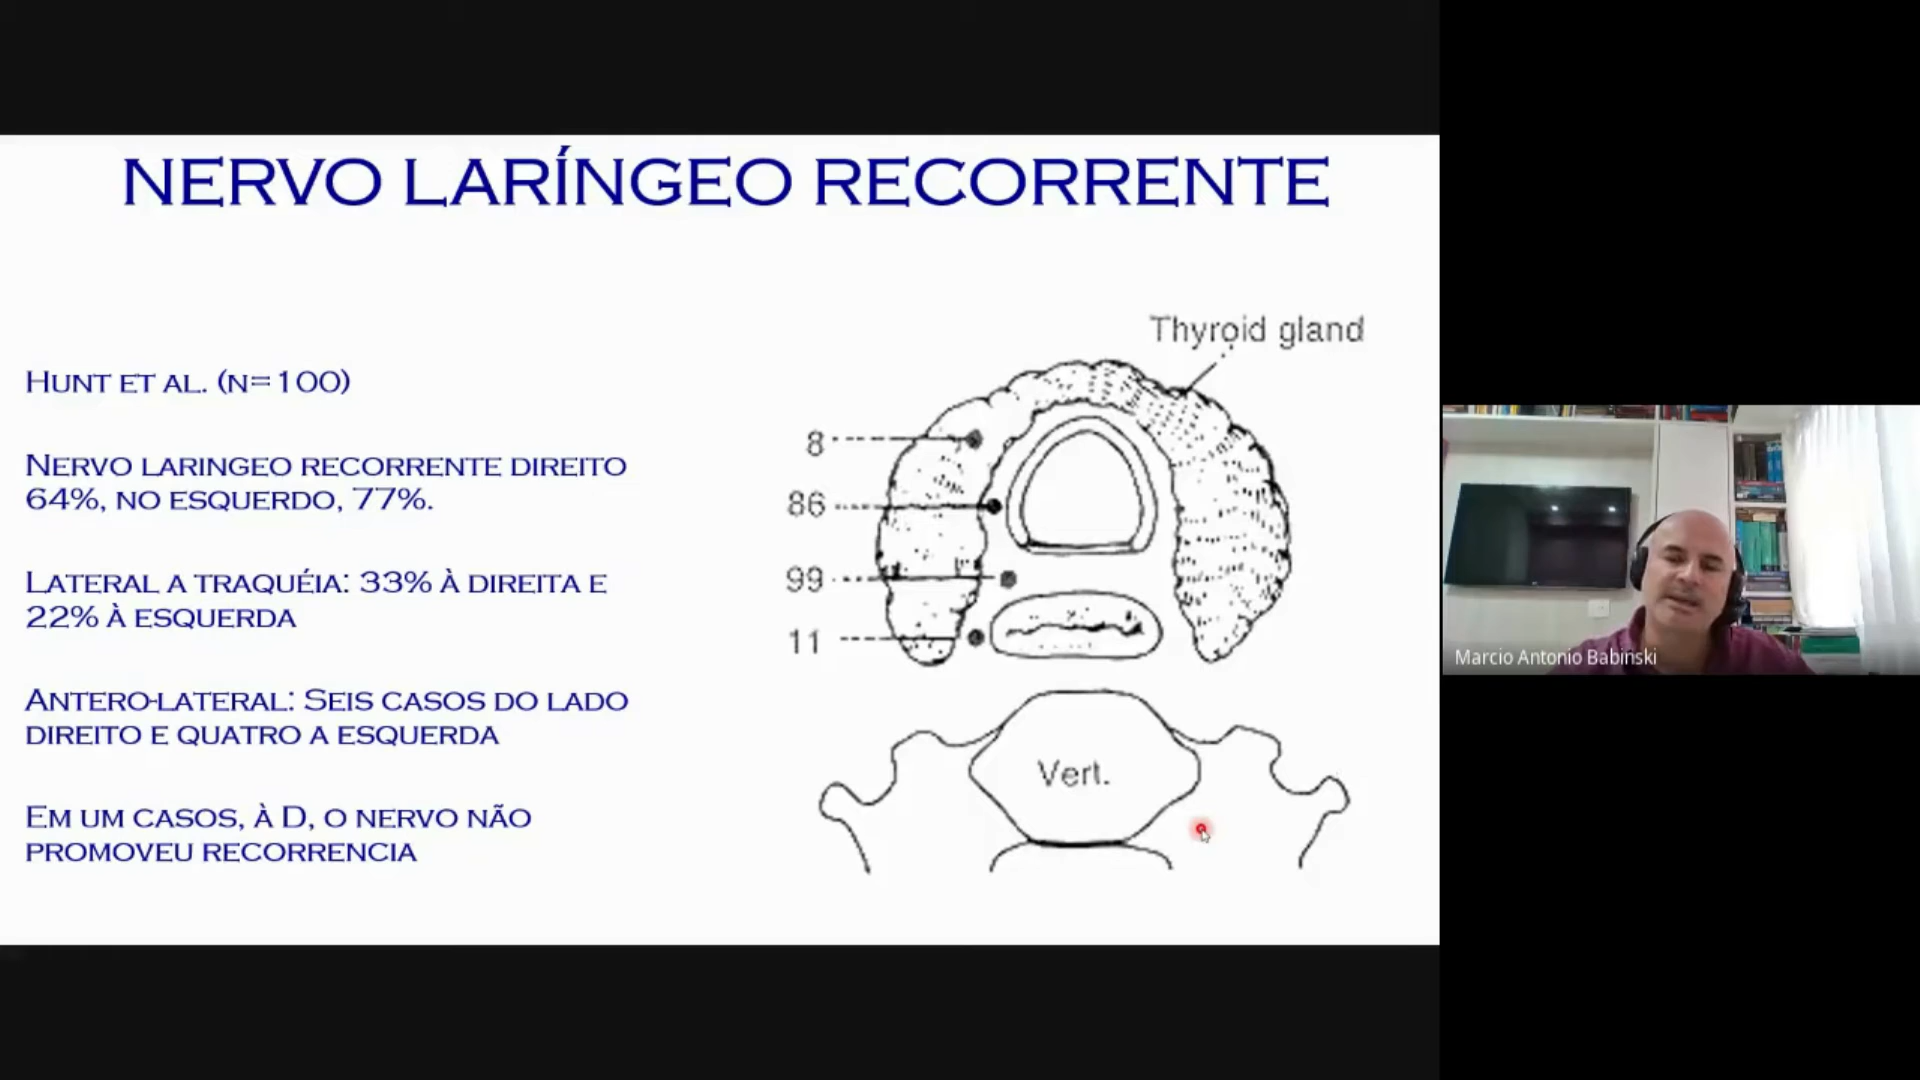 NERVO LARÍNGEO RECORRENTE
HUNT ET AL. (N=100)
NERVO LARINGEO RECORRENTE DIREITO
64%, NO ESQUERDO, 77%.
LATERAL A TRAQUÉIA: 33% À DIREITA E
22% À ESQUERDA
ANTERO-LATERAL: SEIS CASOS DO LADO
DIREITO E QUATRO A ESQUERDA
EM UM CASOS, À D, O NERVO NÃO
PROMOVEU RECORRENCIA
Thyroid gland
8
86
99
11
Vert.
Marcio Antonio Babinski